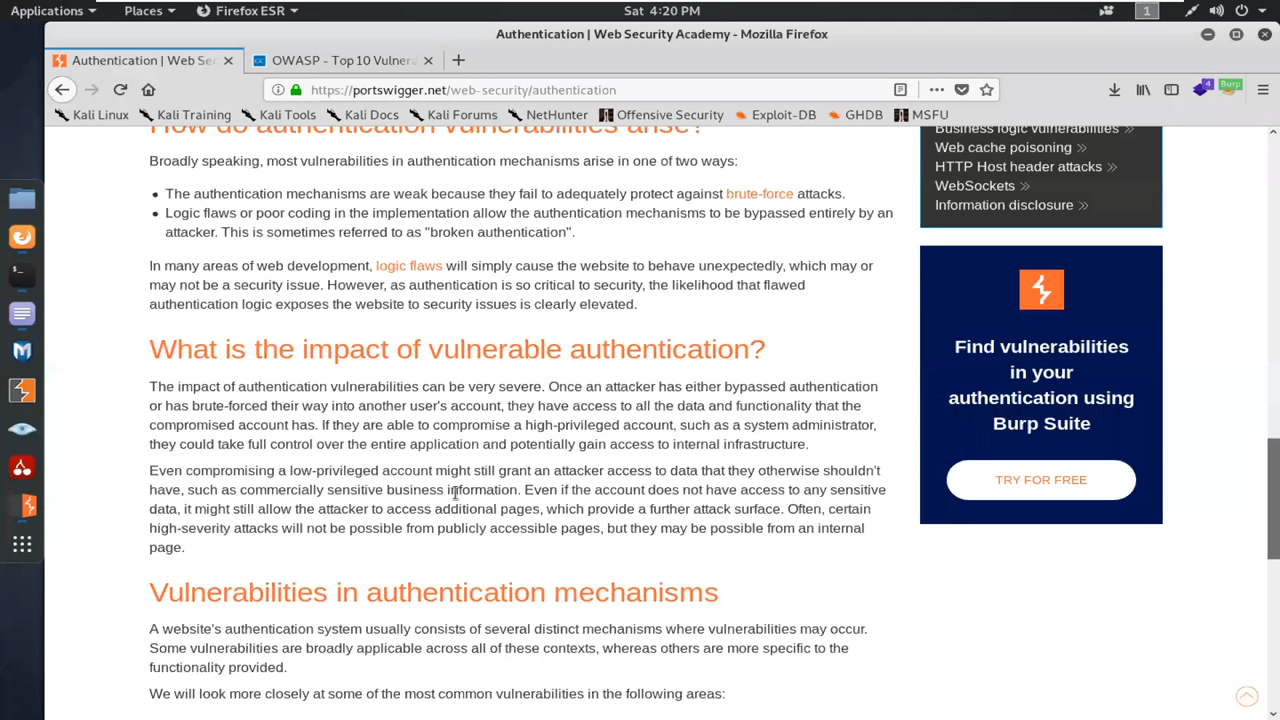 Applications
Places
Firefox ESR
Sat 4:20 PM
1
Authentication | Web Security Academy - Mozilla Firefox
Authentication | Web Sec
OWASP - Top 10 Vulnera
https://portswigger.net/web-security/authentication
4
Burp
Kali Linux
Kali Training
Kali Tools
Kali Docs
Kali Forums
NetHunter
Offensive Security
Exploit-DB
GHDB
MSFU
How do authentication vulnerabilities arise?
Broadly speaking, most vulnerabilities in authentication mechanisms arise in one of two ways:
• The authentication mechanisms are weak because they fail to adequately protect against brute-force attacks.
• Logic flaws or poor coding in the implementation allow the authentication mechanisms to be bypassed entirely by an
attacker. This is sometimes referred to as "broken authentication".
In many areas of web development, logic flaws will simply cause the website to behave unexpectedly, which may or
may not be a security issue. However, as authentication is so critical to security, the likelihood that flawed
authentication logic exposes the website to security issues is clearly elevated.
What is the impact of vulnerable authentication?
The impact of authentication vulnerabilities can be very severe. Once an attacker has either bypassed authentication
or has brute-forced their way into another user's account, they have access to all the data and functionality that the
compromised account has. If they are able to compromise a high-privileged account, such as a system administrator,
they could take full control over the entire application and potentially gain access to internal infrastructure.
Even compromising a low-privileged account might still grant an attacker access to data that they otherwise shouldn't
have, such as commercially sensitive business information. Even if the account does not have access to any sensitive
data, it might still allow the attacker to access additional pages, which provide a further attack surface. Often, certain
high-severity attacks will not be possible from publicly accessible pages, but they may be possible from an internal
page.
Vulnerabilities in authentication mechanisms
A website's authentication system usually consists of several distinct mechanisms where vulnerabilities may occur.
Some vulnerabilities are broadly applicable across all of these contexts, whereas others are more specific to the
functionality provided.
We will look more closely at some of the most common vulnerabilities in the following areas:
Business logic vulnerabilities
Web cache poisoning
HTTP Host header attacks
WebSockets
Information disclosure
Find vulnerabilities
in your
authentication using
Burp Suite
TRY FOR FREE